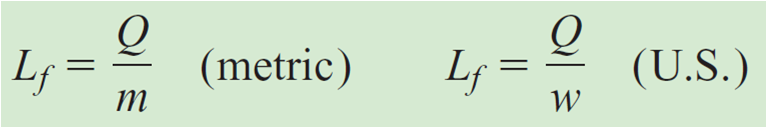 L_f = Q/m (metric) L_f = Q/w (U.S.)